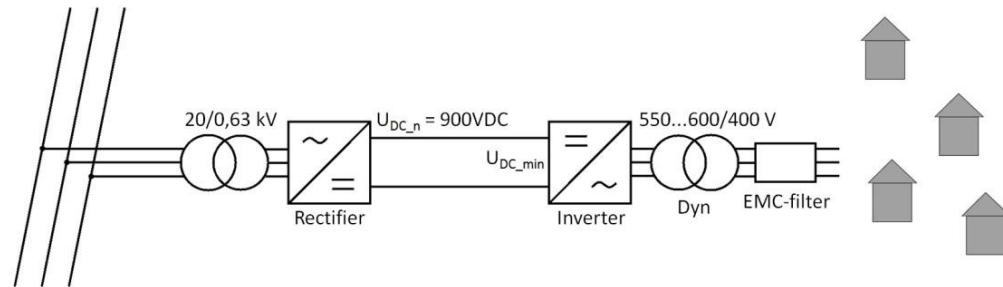 20/0,63 kV
U_DC_n = 900VDC
550...600/400 V
U_DC_min
Rectifier
Inverter
Dyn
EMC-filter